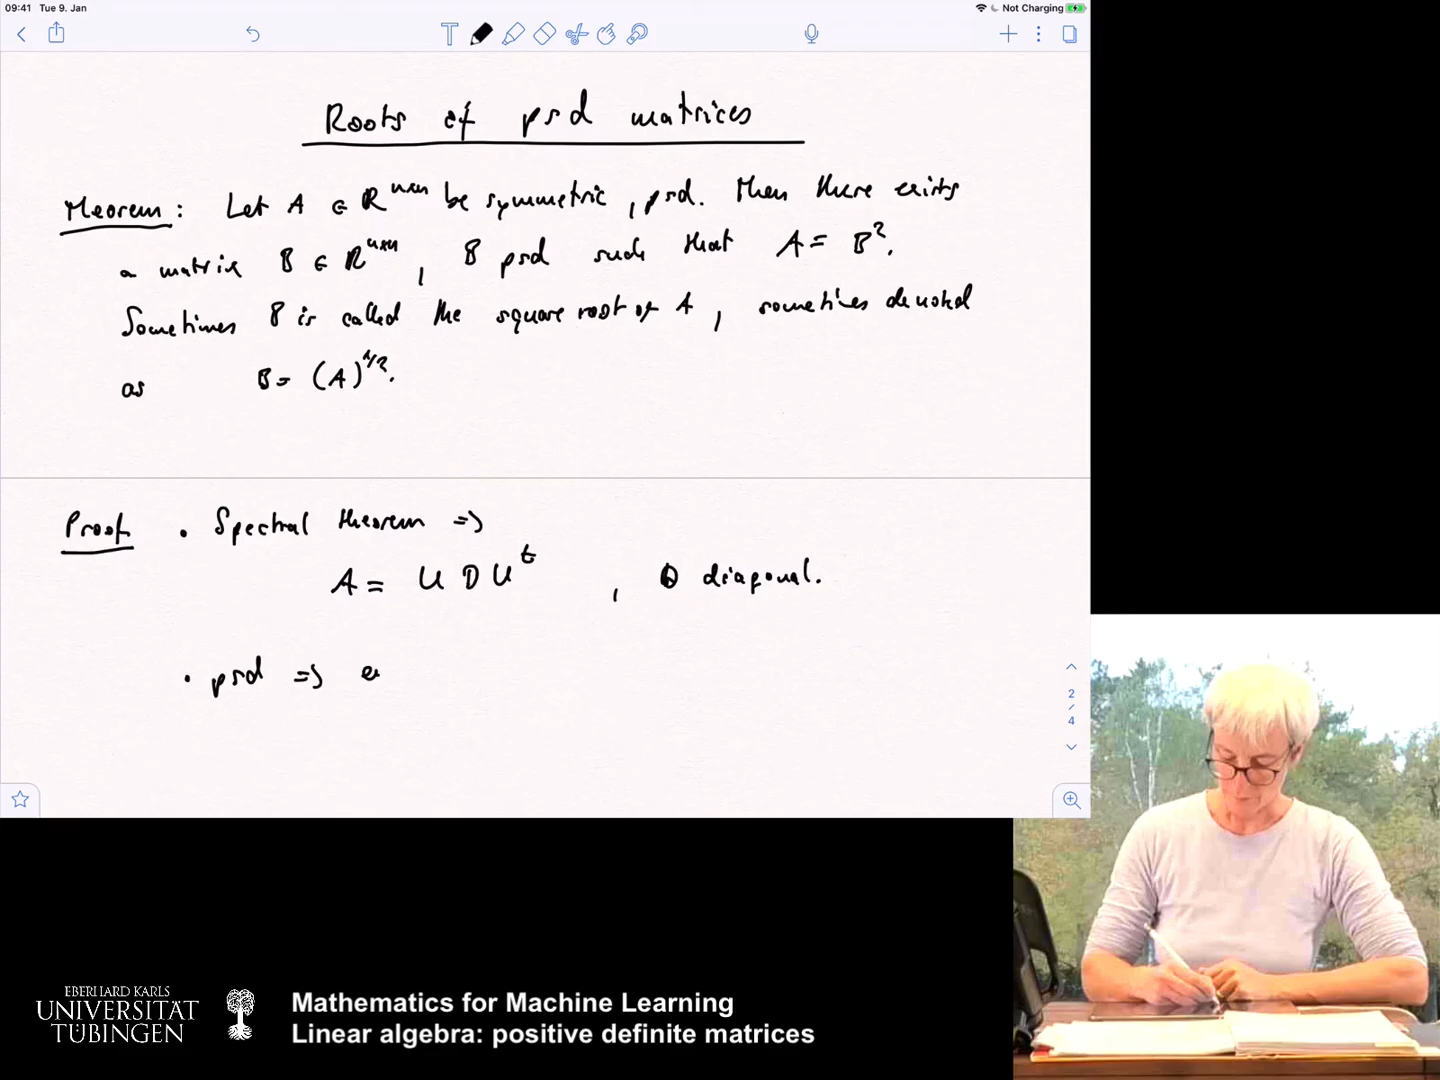 09:41 Tue 9. Jan
Not Charging
Roots of psd matrices
Theorem: Let A ∈ ℝⁿˣⁿ be symmetric, psd. Then there exists
a matrix B ∈ ℝⁿˣⁿ, B psd such that A = B².
Sometimes B is called the square root of A, sometimes denoted
as B = (A)^1/2.
Proof • Spectral theorem =>
A = U D U^t, D diagonal.
• psd => e
2
/
4
EBERHARD KARLS
UNIVERSITÄT
TÜBINGEN
Mathematics for Machine Learning
Linear algebra: positive definite matrices